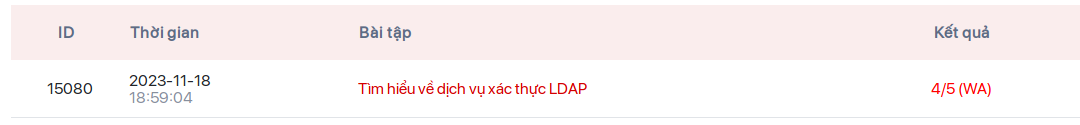 ID Thời gian Bài tập Kết quả
15080 2023-11-18 Tìm hiểu về dịch vụ xác thực LDAP 4/5 (WA)
18:59:04